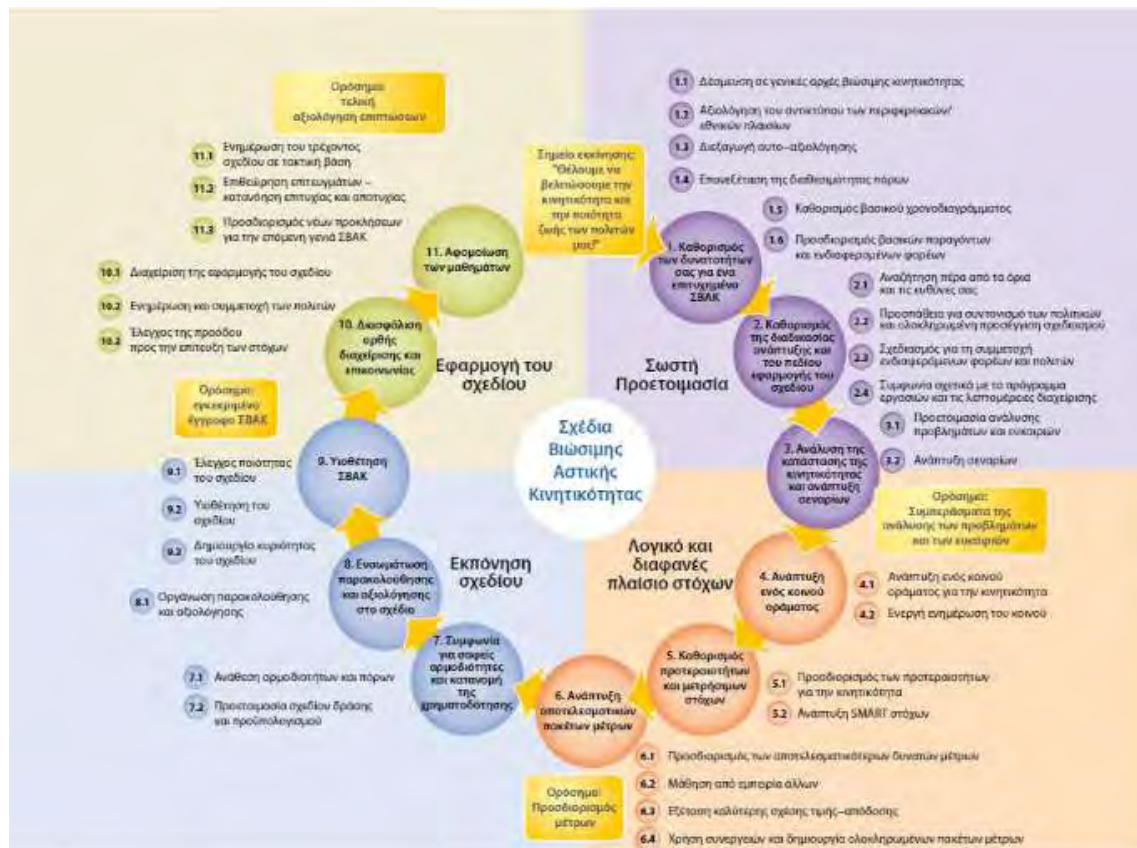 Σημείο εκκίνησης:
"Θέλουμε να
βελτιώσουμε την
κινητικότητα και
την ποιότητα
ζωής των πολιτών
μας!"
1.1 Δέσμευση σε γενικές αρχές βιώσιμης κινητικότητας
1.2 Αξιολόγηση του αντικτύπου των περιφερειακών/
εθνικών πλαισίων
1.3 Διεξαγωγή αυτο–αξιολόγησης
1.4 Επανεξέταση της διαθεσιμότητας πόρων
1.5 Καθορισμός βασικού χρονοδιαγράμματος
1.6 Προσδιορισμός βασικών παραγόντων
και ενδιαφερομένων φορέων
1. Καθορισμός
των δυνατοτήτων
σας για ένα
επιτυχημένο
ΣΒΑΚ
2.1 Αναζήτηση πέρα από τα όρια
και τις ευθύνες σας
2.2 Προσπάθεια για συντονισμό των πολιτικών
και ολοκληρωμένη προσέγγιση σχεδιασμού
2.3 Σχεδιασμός για τη συμμετοχή
ενδιαφερόμενων φορέων και πολιτών
2.4 Συμφωνία σχετικά με το πρόγραμμα
εργασιών και τις λεπτομέρειες διαχείρισης
2. Καθορισμός
της διαδικασίας
ανάπτυξης και
του πεδίου
εφαρμογής του
σχεδίου
Σωστή
Προετοιμασία
3.1 Προετοιμασία ανάλυσης
προβλημάτων και ευκαιριών
3.2 Ανάπτυξη σεναρίων
3. Ανάλυση της
κατάστασης της
κινητικότητας
και ανάπτυξη
σεναρίων
Ορόσημο:
Συμπεράσματα της
ανάλυσης των προβλημάτων
και των ευκαιριών
Λογικό και
διαφανές
πλαίσιο στόχων
4. Ανάπτυξη
ενός κοινού
οράματος
4.1 Ανάπτυξη ενός κοινού
οράματος για την κινητικότητα
4.2 Ενεργή ενημέρωση του κοινού
5. Καθορισμός
προτεραιοτήτων
και μετρήσιμων
στόχων
5.1 Προσδιορισμός των προτεραιοτήτων
για την κινητικότητα
5.2 Ανάπτυξη SMART στόχων
6. Ανάπτυξη
αποτελεσματικών
πακέτων μέτρων
6.1 Προσδιορισμός των αποτελεσματικότερων δυνατών μέτρων
6.2 Μάθηση από εμπειρία άλλων
6.3 Εξέταση καλύτερης σχέσης τιμής–απόδοσης
6.4 Χρήση συνεργειών και δημιουργία ολοκληρωμένων πακέτων μέτρων
Ορόσημο:
Προσδιορισμός
μέτρων
7. Συμφωνία
για σαφείς
αρμοδιότητες
και κατανομή
της
χρηματοδότησης
7.1 Ανάθεση αρμοδιοτήτων και πόρων
7.2 Προετοιμασία σχεδίου δράσης
και προϋπολογισμού
Εκπόνηση
σχεδίου
8. Ενσωμάτωση
παρακολούθησης
και αξιολόγησης
στο σχέδιο
8.1 Οργάνωση παρακολούθησης
και αξιολόγησης
9. Υιοθέτηση
ΣΒΑΚ
9.1 Έλεγχος ποιότητας
του σχεδίου
9.2 Υιοθέτηση του
σχεδίου
9.3 Δημιουργία κυριότητας
του σχεδίου
Ορόσημο:
εγκεκριμένο
έγγραφο ΣΒΑΚ
Εφαρμογή του
σχεδίου
10. Διασφάλιση
ορθής
διαχείρισης και
επικοινωνίας
10.1 Διαχείριση της εφαρμογής του σχεδίου
10.2 Ενημέρωση και συμμετοχή των πολιτών
10.3 Έλεγχος της προόδου
προς την επίτευξη των στόχων
11. Αφομοίωση
των μαθημάτων
11.1 Ενημέρωση του τρέχοντος
σχεδίου σε τακτική βάση
11.2 Επιθεώρηση επιτευγμάτων –
κατανόηση επιτυχίας και αποτυχίας
11.3 Προσδιορισμός νέων προκλήσεων
για την επόμενη γενιά ΣΒΑΚ
Ορόσημο:
τελική
αξιολόγηση επιπτώσεων
Σχέδια
Βιώσιμης
Αστικής
Κινητικότητας